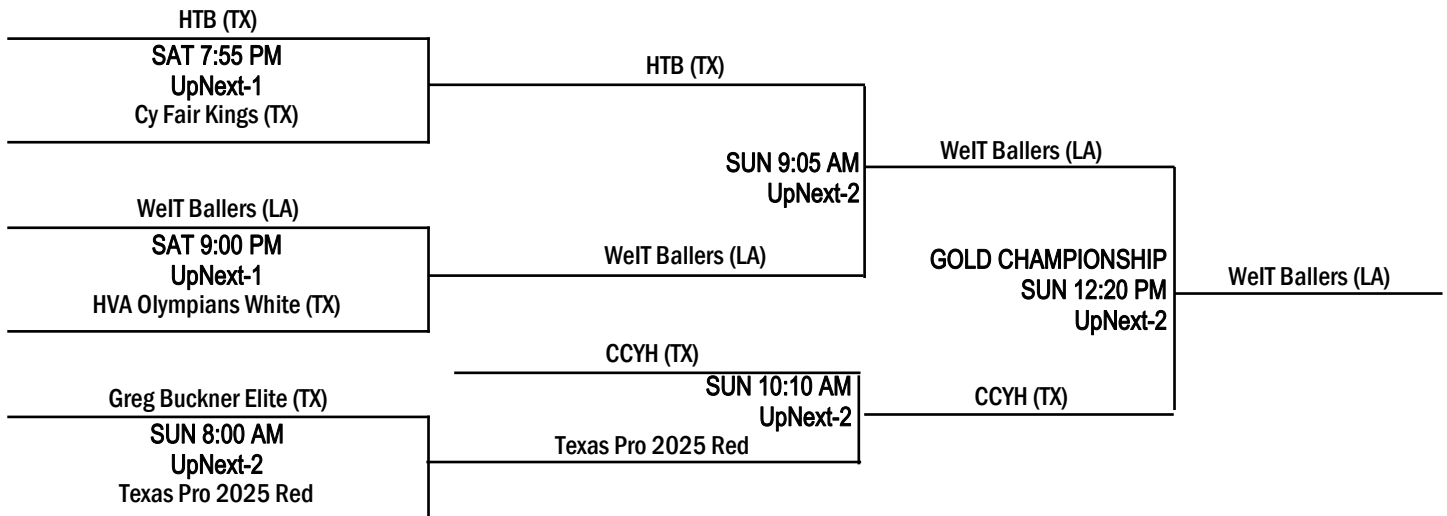 HTB (TX)
SAT 7:55 PM
UpNext-1
Cy Fair Kings (TX)
HTB (TX)
WeIT Ballers (LA)
SAT 9:00 PM
UpNext-1
HVA Olympians White (TX)
WeIT Ballers (LA)
SUN 9:05 AM
UpNext-2
WeIT Ballers (LA)
Greg Buckner Elite (TX)
SUN 8:00 AM
UpNext-2
Texas Pro 2025 Red
CCYH (TX)
SUN 10:10 AM
UpNext-2
Texas Pro 2025 Red
CCYH (TX)
GOLD CHAMPIONSHIP
SUN 12:20 PM
UpNext-2
WeIT Ballers (LA)